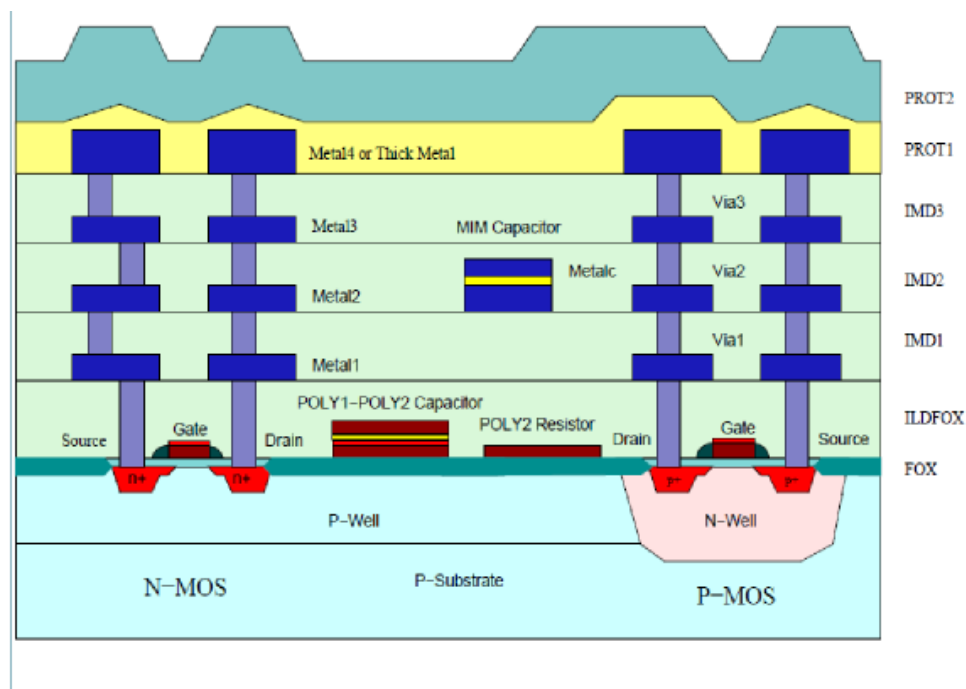 PROT2
PROT1
Metal4 or Thick Metal
Via3
IMD3
Metal3
MIM Capacitor
Metalc
Via2
IMD2
Metal2
Via1
IMD1
Metal1
POLY1-POLY2 Capacitor
ILDFOX
POLY2 Resistor
Source
Gate
Drain
Drain
Gate
Source
FOX
n+
n+
P-Well
N-Well
P-Substrate
N-MOS
P-MOS